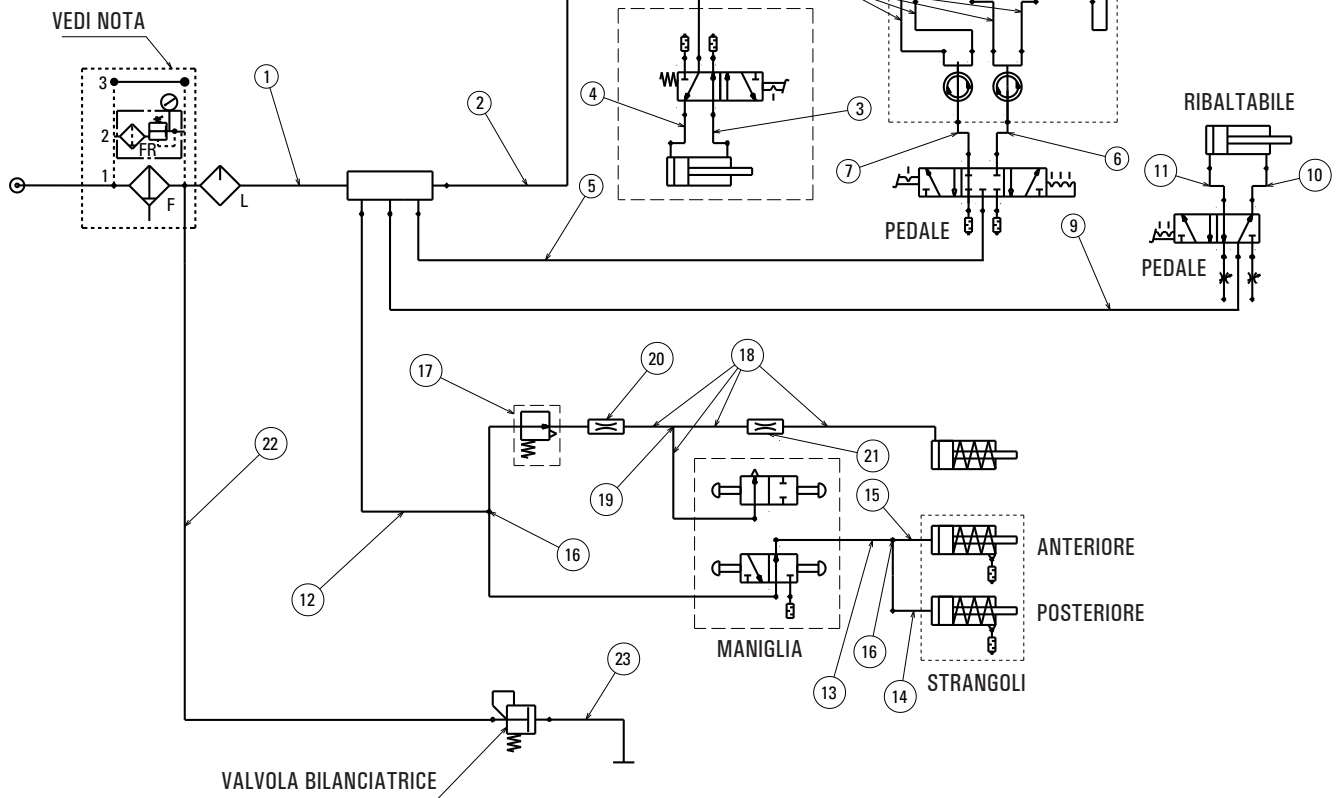 VEDI NOTA
3
1
2
4
3
RIBALTABILE
2
FR
7
6
1
F
L
5
11
10
PEDALE
9
PEDALE
17
20
18
22
21
19
15
16
ANTERIORE
12
POSTERIORE
MANIGLIA
16
13
14
STRANGOLI
23
VALVOLA BILANCIATRICE